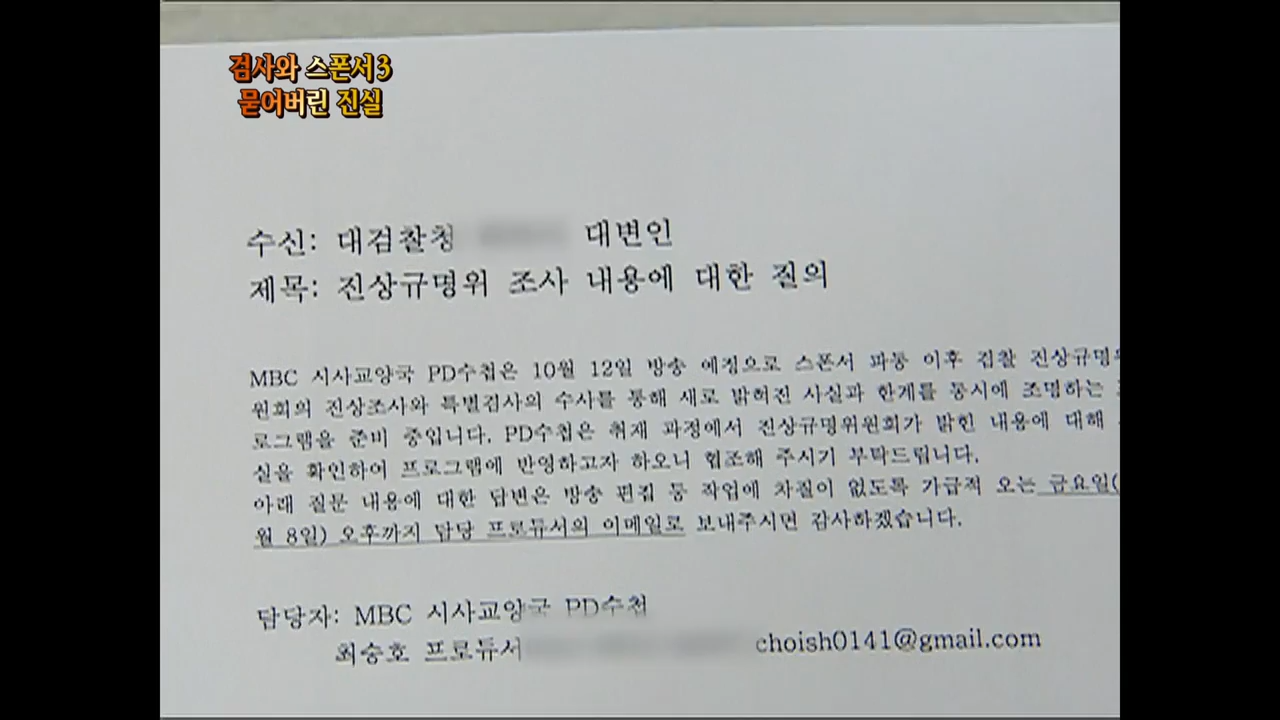 검사와 스폰서3
묻어버린 진실
수신: 대검찰청 대변인
제목: 진상규명위 조사 내용에 대한 질의
MBC 시사교양국 PD수첩은 10월 12일 방송 예정으로 스폰서 파동 이후 검찰 진상규명위
원회의 진상조사와 특별검사의 수사를 통해 새로 밝혀진 사실과 한계를 동시에 조명하는
로그램을 준비 중입니다. PD수첩은 취재 과정에서 진상규명위원회가 밝힌 내용에 대해
실을 확인하여 프로그램에 반영하고자 하오니 협조해 주시기 부탁드립니다.
아래 질문 내용에 대한 답변은 방송 편집 등 작업에 차질이 없도록 가급적 오는 금요일(
월 8일) 오후까지 담당 프로듀서의 이메일로 보내주시면 감사하겠습니다.
담당자: MBC 시사교양국 PD수첩
최승호 프로듀서 choish0141@gmail.com